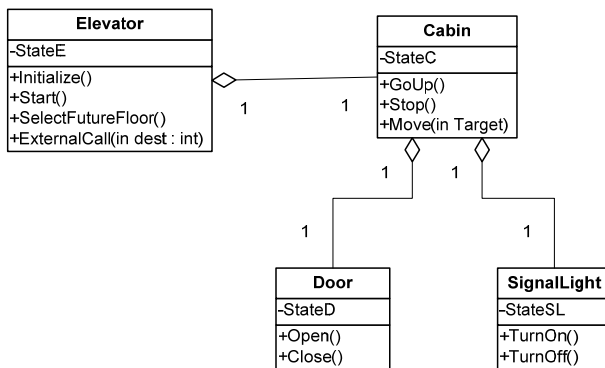 Elevator
-StateE
+Initialize()
+Start()
+SelectFutureFloor()
+ExternalCall(in dest : int)
1
1
Cabin
-StateC
+GoUp()
+Stop()
+Move(in Target)
1
1
1
1
Door
-StateD
+Open()
+Close()
SignalLight
-StateSL
+TurnOn()
+TurnOff()